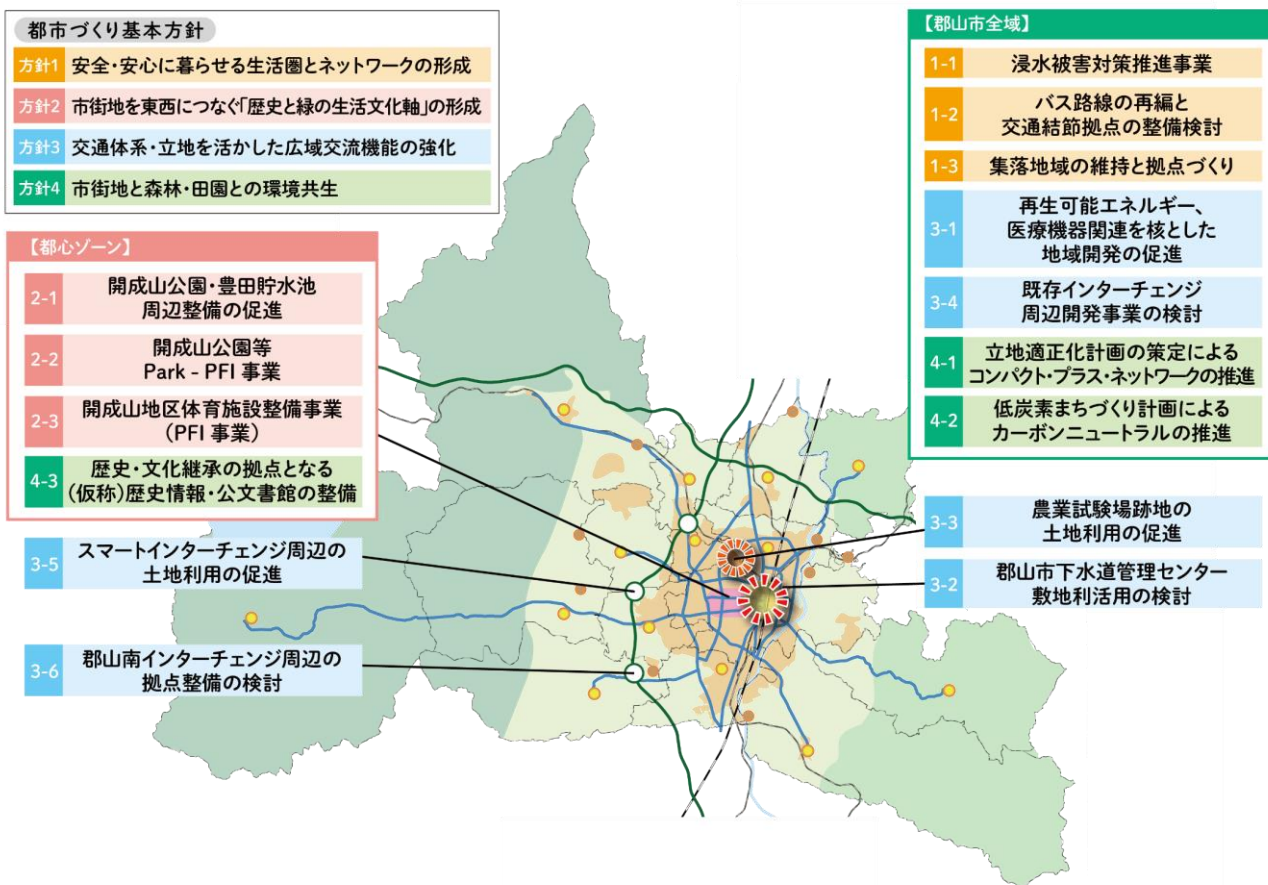 都市づくり基本方針
方針1 安全・安心に暮らせる生活圏とネットワークの形成
方針2 市街地を東西につなぐ「歴史と緑の生活文化軸」の形成
方針3 交通体系・立地を活かした広域交流機能の強化
方針4 市街地と森林・田園との環境共生
【都心ゾーン】
2-1 開成山公園・豊田貯水池
周辺整備の促進
2-2 開成山公園等
Park - PFI 事業
2-3 開成山地区体育施設整備事業
(PFI 事業)
4-3 歴史・文化継承の拠点となる
(仮称)歴史情報・公文書館の整備
3-5 スマートインターチェンジ周辺の
土地利用の促進
3-6 郡山南インターチェンジ周辺の
拠点整備の検討
【郡山市全域】
1-1 浸水被害対策推進事業
1-2 バス路線の再編と
交通結節拠点の整備検討
1-3 集落地域の維持と拠点づくり
3-1 再生可能エネルギー、
医療機器関連を核とした
地域開発の促進
3-4 既存インターチェンジ
周辺開発事業の検討
4-1 立地適正化計画の策定による
コンパクト・プラス・ネットワークの推進
4-2 低炭素まちづくり計画による
カーボンニュートラルの推進
3-3 農業試験場跡地の
土地利用の促進
3-2 郡山市下水道管理センター
敷地利活用の検討